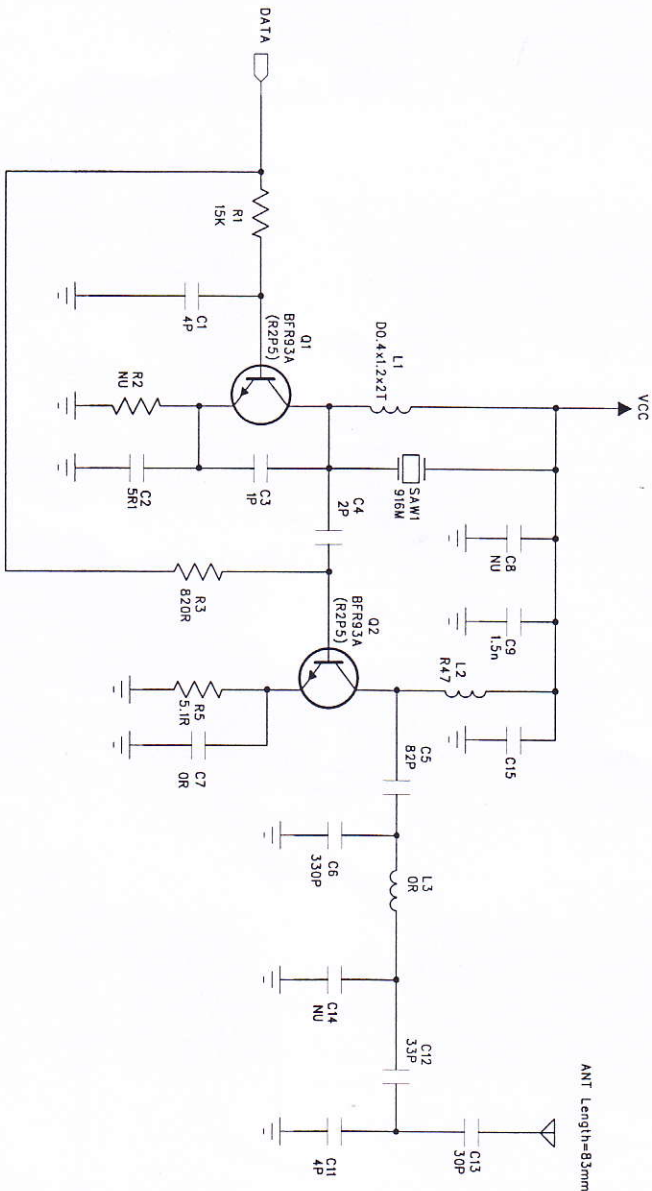 DATA
R1
15K
C1
4P
Q1
BFR93A
(R2P5)
R2
NU
L1
D0.4x1.2x2T
VCC
SAW1
916M
C2
5R1
C3
1P
C4
2P
R3
820R
C8
NU
C9
1.5n
Q2
BFR93A
(R2P5)
L2
R47
R5
5.1R
C7
0R
C15
C5
82P
C6
330P
L3
0R
C14
NU
C12
33P
C11
4P
C13
30P
ANT Length=83mm